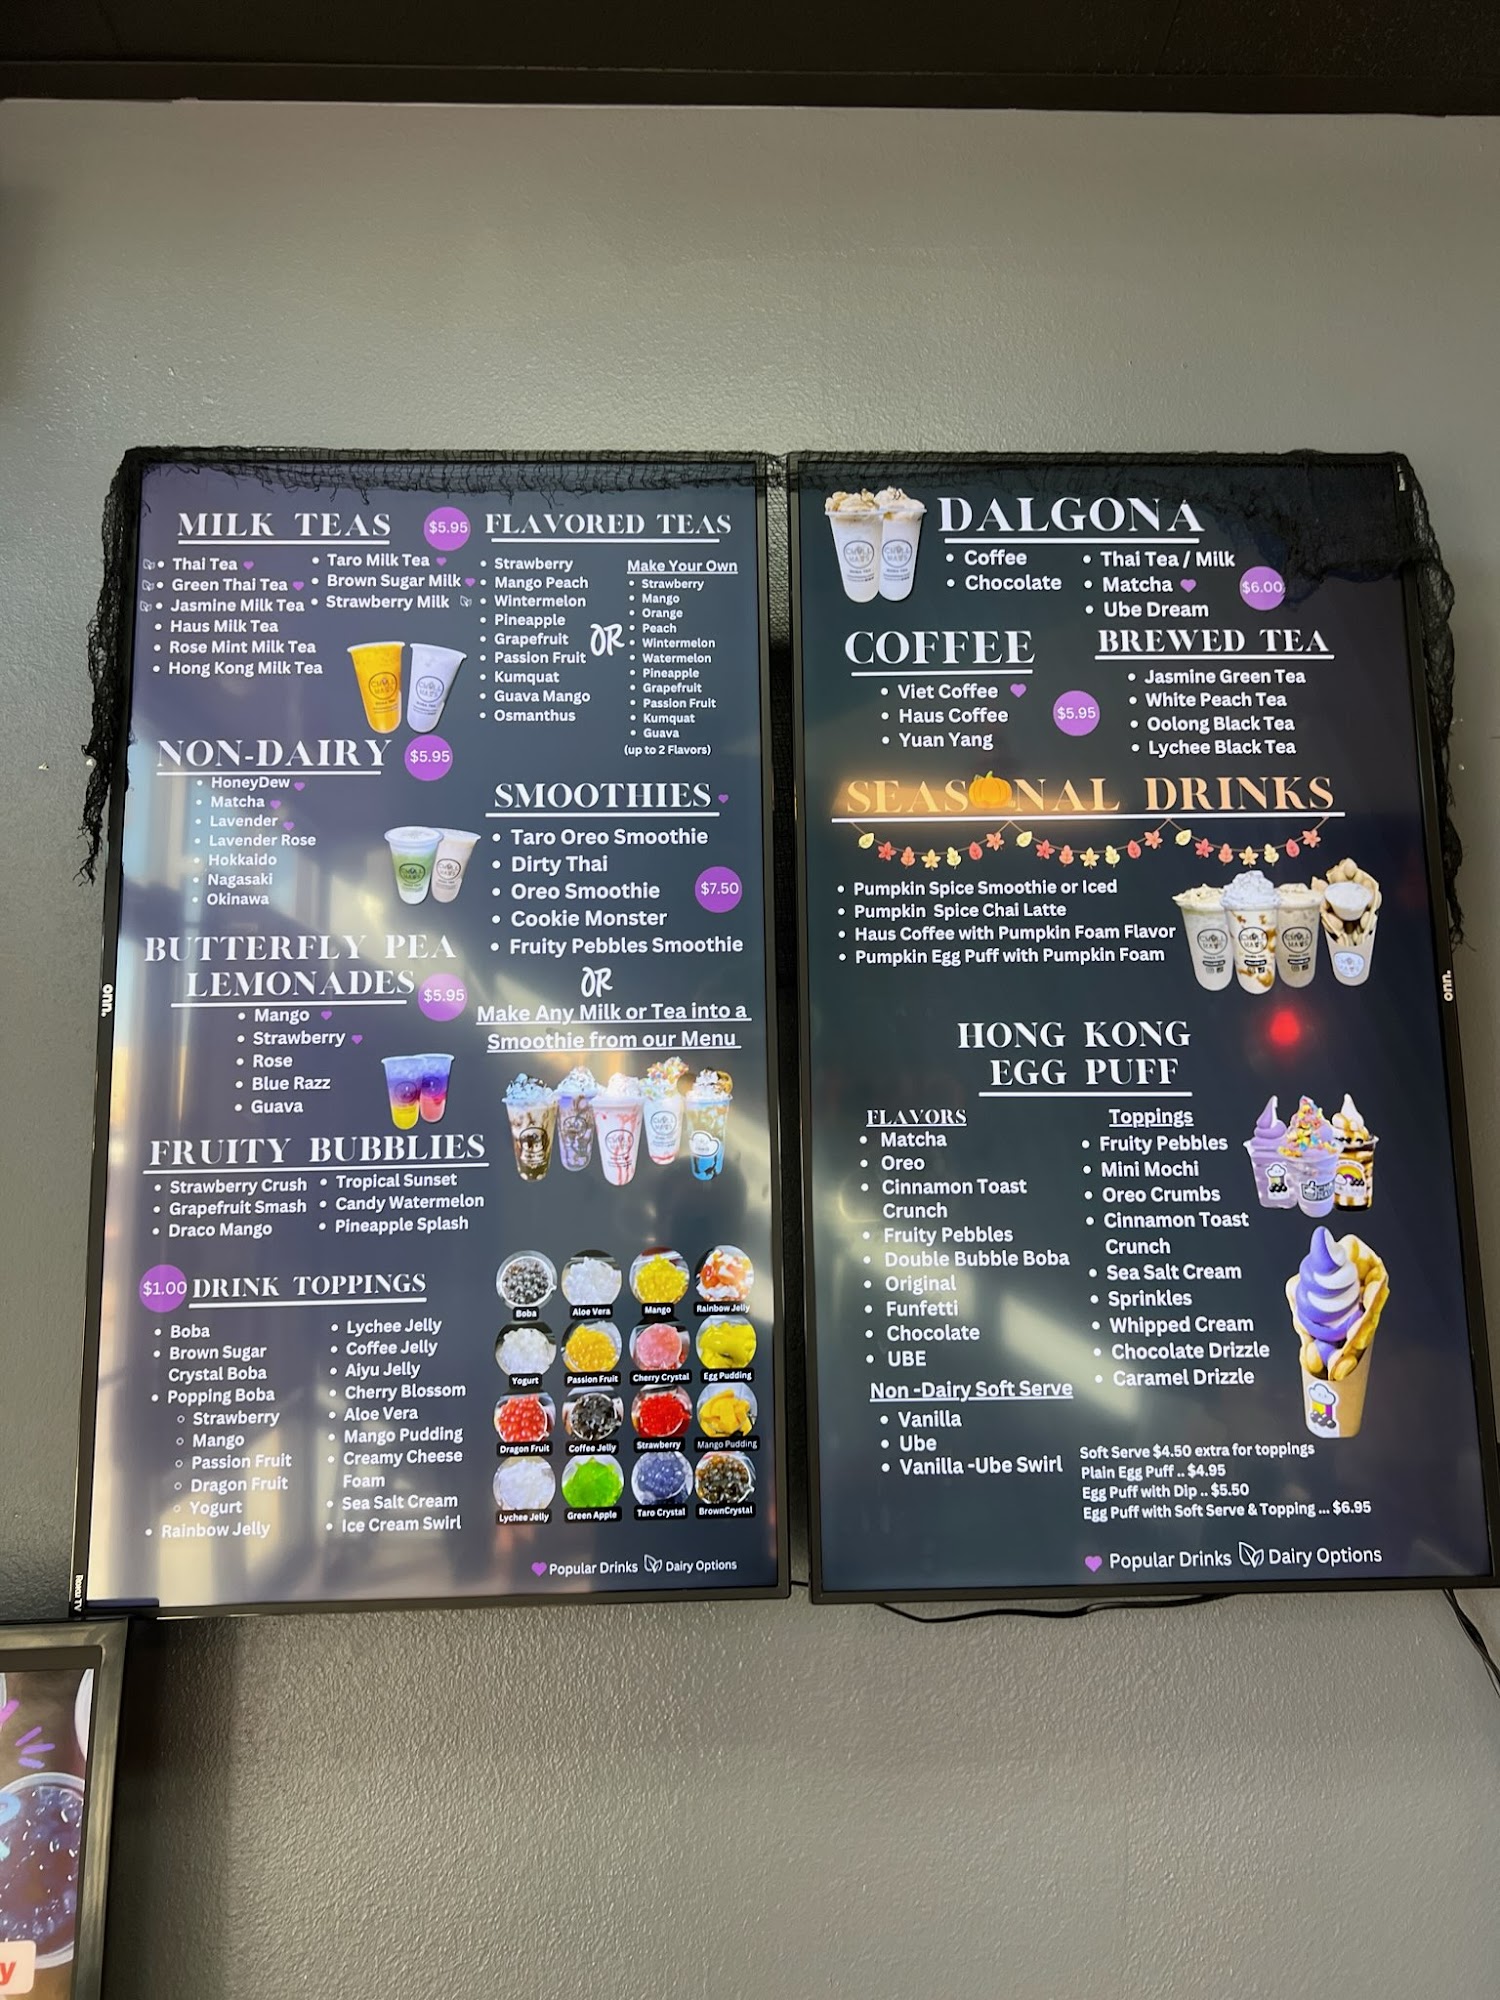 MILK TEAS
$5.95
Thai Tea
Green Thai Tea
Jasmine Milk Tea
Haus Milk Tea
Rose Mint Milk Tea
Hong Kong Milk Tea
Taro Milk Tea
Brown Sugar Milk
Strawberry Milk
FLAVORED TEAS
Strawberry
Mango Peach
Wintermelon
Pineapple
Grapefruit
Passion Fruit
Kumquat
Guava Mango
Osmanthus
OR
Make Your Own
Strawberry
Mango
Orange
Peach
Wintermelon
Watermelon
Pineapple
Grapefruit
Passion Fruit
Kumquat
Guava
(up to 2 Flavors)
NON-DAIRY
$5.95
HoneyDew
Matcha
Lavender
Lavender Rose
Hokkaido
Nagasaki
Okinawa
SMOOTHIES
Taro Oreo Smoothie
Dirty Thai
Oreo Smoothie
Cookie Monster
Fruity Pebbles Smoothie
$7.50
OR
Make Any Milk or Tea into a
Smoothie from our Menu
BUTTERFLY PEA
LEMONADES
$5.95
Mango
Strawberry
Rose
Blue Razz
Guava
FRUITY BUBBLIES
Strawberry Crush
Grapefruit Smash
Draco Mango
Tropical Sunset
Candy Watermelon
Pineapple Splash
$1.00 DRINK TOPPINGS
Boba
Brown Sugar
Crystal Boba
Popping Boba
Strawberry
Mango
Passion Fruit
Dragon Fruit
Yogurt
Rainbow Jelly
Lychee Jelly
Coffee Jelly
Aiyu Jelly
Cherry Blossom
Aloe Vera
Mango Pudding
Creamy Cheese
Foam
Sea Salt Cream
Ice Cream Swirl
Boba
Aloe Vera
Mango
Rainbow Jelly
Yogurt
Passion Fruit
Cherry Crystal
Egg Pudding
Dragon Fruit
Coffee Jelly
Strawberry
Mango Pudding
Lychee Jelly
Green Apple
Taro Crystal
BrownCrystal
Popular Drinks Dairy Options
onn.
Roku TV
DALGONA
Coffee
Chocolate
Thai Tea / Milk
Matcha
Ube Dream
$6.00
COFFEE
Viet Coffee
Haus Coffee
Yuan Yang
$5.95
BREWED TEA
Jasmine Green Tea
White Peach Tea
Oolong Black Tea
Lychee Black Tea
SEAS NAL DRINKS
Pumpkin Spice Smoothie or Iced
Pumpkin Spice Chai Latte
Haus Coffee with Pumpkin Foam Flavor
Pumpkin Egg Puff with Pumpkin Foam
HONG KONG
EGG PUFF
FLAVORS
Matcha
Oreo
Cinnamon Toast
Crunch
Fruity Pebbles
Double Bubble Boba
Original
Funfetti
Chocolate
UBE
Non -Dairy Soft Serve
Vanilla
Ube
Vanilla -Ube Swirl
Toppings
Fruity Pebbles
Mini Mochi
Oreo Crumbs
Cinnamon Toast
Crunch
Sea Salt Cream
Sprinkles
Whipped Cream
Chocolate Drizzle
Caramel Drizzle
Soft Serve $4.50 extra for toppings
Plain Egg Puff .. $4.95
Egg Puff with Dip .. $5.50
Egg Puff with Soft Serve & Topping ... $6.95
Popular Drinks Dairy Options
onn.
y